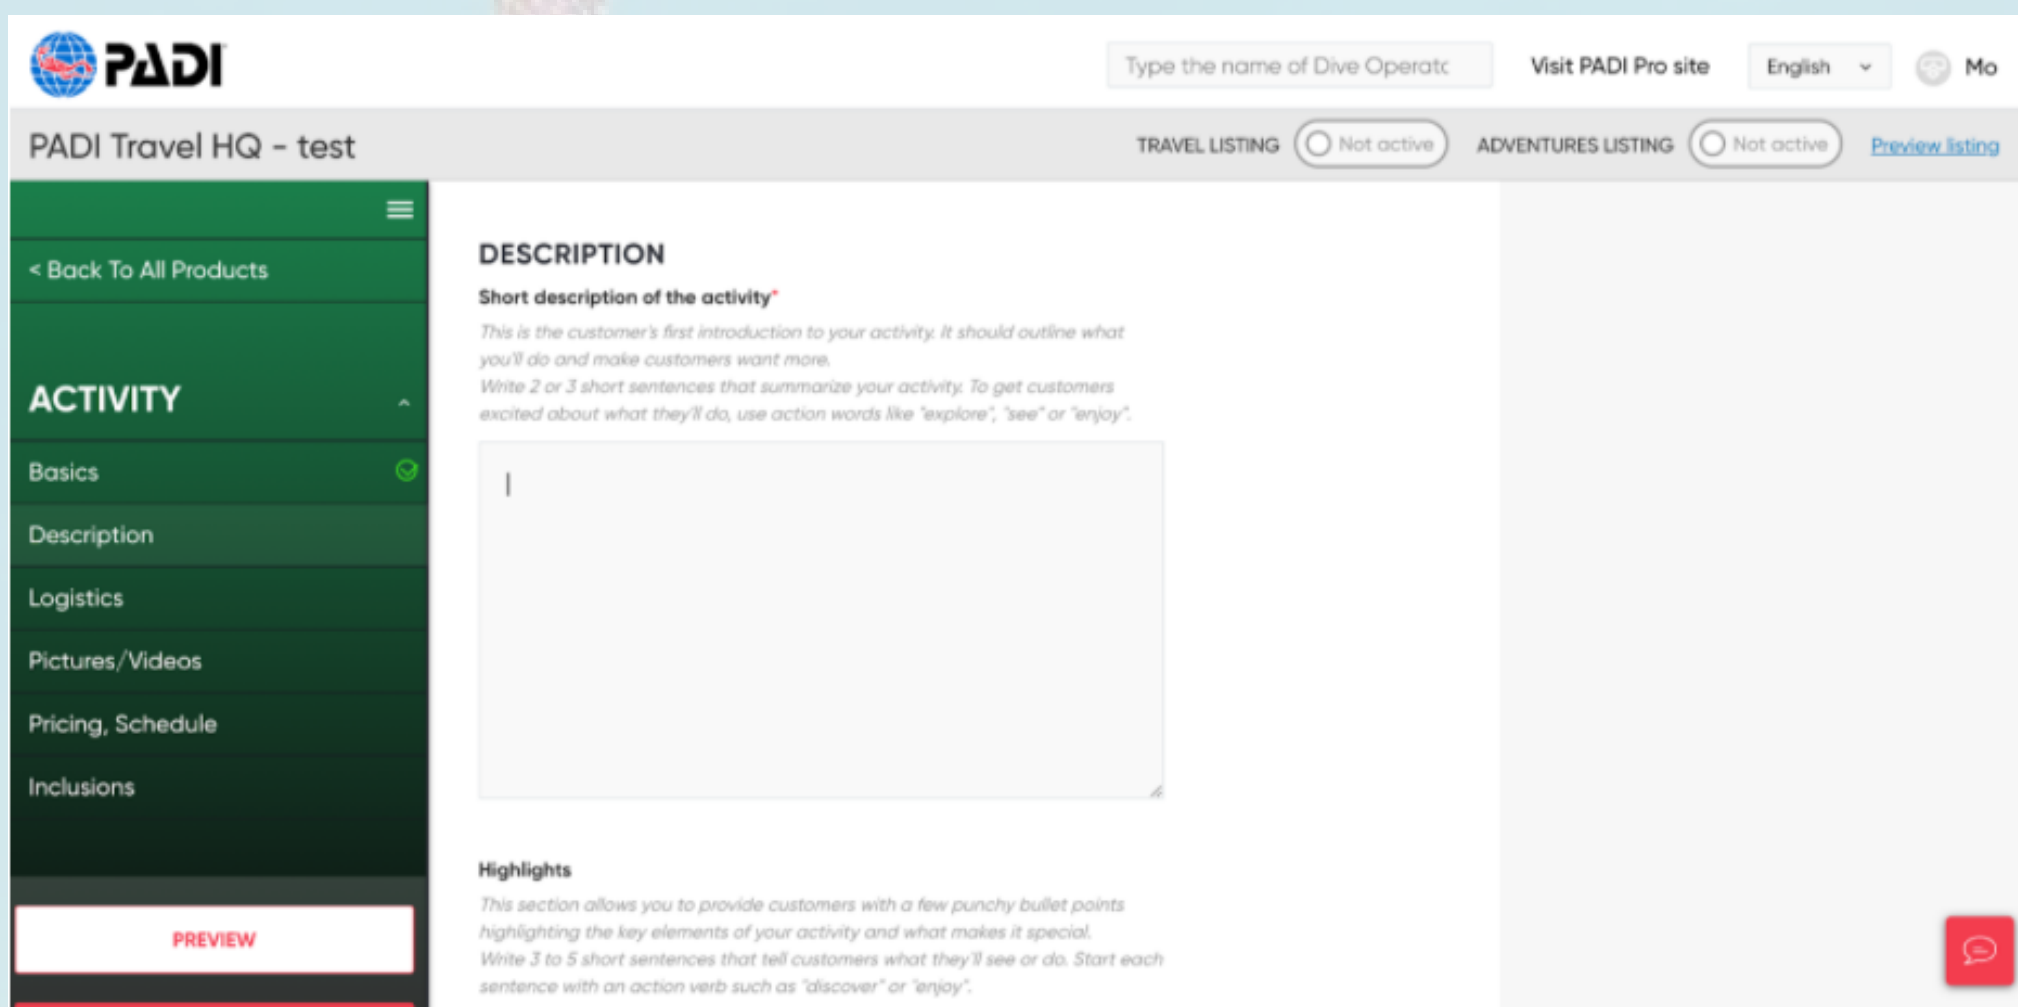 PADI
Type the name of Dive Operatc
Visit PADI Pro site
English
Mo
PADI Travel HQ - test
TRAVEL LISTING
Not active
ADVENTURES LISTING
Not active
Preview listing
< Back To All Products
ACTIVITY
Basics
Description
Logistics
Pictures/Videos
Pricing, Schedule
Inclusions
PREVIEW
DESCRIPTION
Short description of the activity*
This is the customer's first introduction to your activity. It should outline what
you'll do and make customers want more.
Write 2 or 3 short sentences that summarize your activity. To get customers
excited about what they'll do, use action words like "explore", "see" or "enjoy".
Highlights
This section allows you to provide customers with a few punchy bullet points
highlighting the key elements of your activity and what makes it special.
Write 3 to 5 short sentences that tell customers what they'll see or do. Start each
sentence with an action verb such as "discover" or "enjoy".